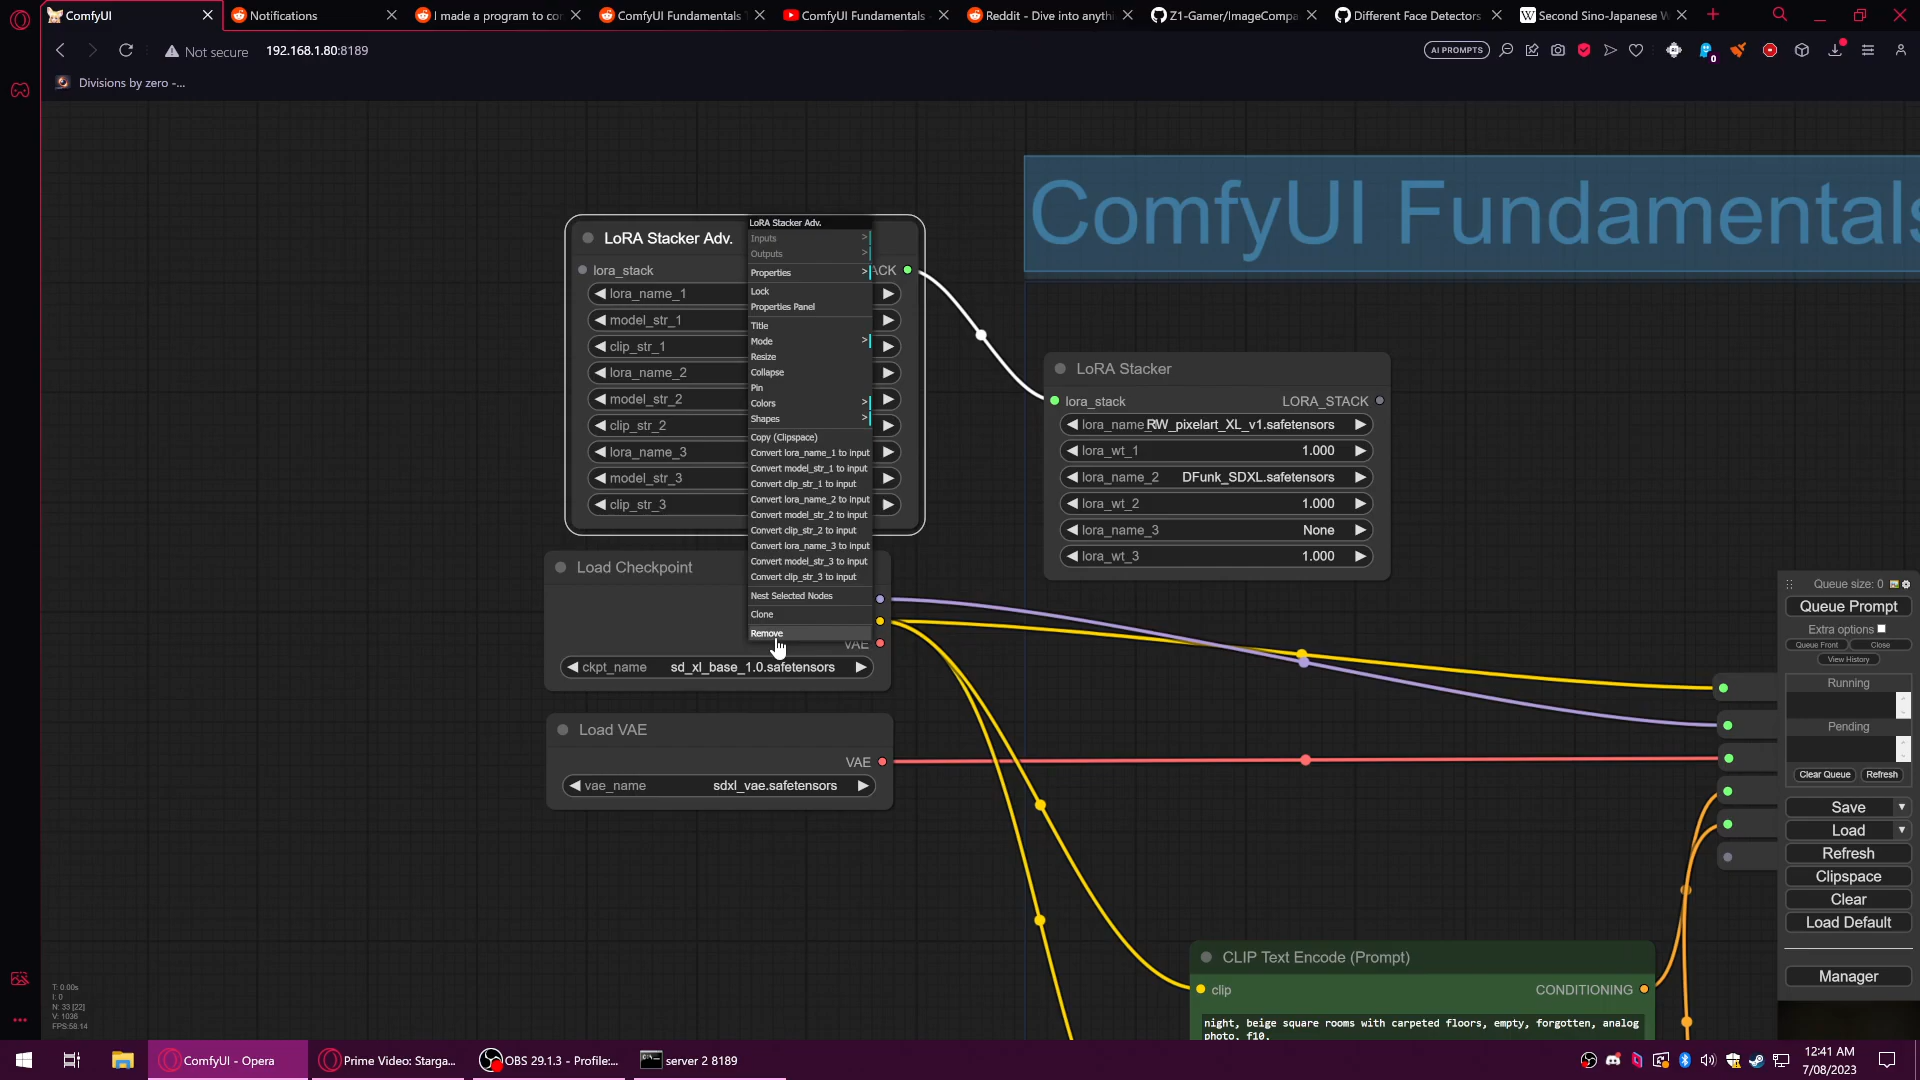 ComfyUI
Notifications
I made a program to cor
ComfyUI Fundamentals T
ComfyUI Fundamentals -
Reddit - Dive into anythi
Z1-Gamer/ImageCompa
Different Face Detectors
Second Sino-Japanese W
Not secure
192.168.1.80:8189
AI PROMPTS
0
Divisions by zero -...
ComfyUI Fundamentals
LoRA Stacker Adv.
lora_stack
ACK
lora_name_1
model_str_1
clip_str_1
lora_name_2
model_str_2
clip_str_2
lora_name_3
model_str_3
clip_str_3
LoRA Stacker Adv.
Inputs >
Outputs >
Properties >
Lock
Properties Panel
Title
Mode >
Resize
Collapse
Pin
Colors >
Shapes >
Copy (Clipspace)
Convert lora_name_1 to input
Convert model_str_1 to input
Convert clip_str_1 to input
Convert lora_name_2 to input
Convert model_str_2 to input
Convert clip_str_2 to input
Convert lora_name_3 to input
Convert model_str_3 to input
Convert clip_str_3 to input
Nest Selected Nodes
Clone
Remove
LoRA Stacker
lora_stack LORA_STACK
lora_name RW_pixelart_XL_v1.safetensors
lora_wt_1 1.000
lora_name_2 DFunk_SDXL.safetensors
lora_wt_2 1.000
lora_name_3 None
lora_wt_3 1.000
Load Checkpoint
VAE
ckpt_name sd_xl_base_1.0.safetensors
Load VAE
VAE
vae_name sdxl_vae.safetensors
CLIP Text Encode (Prompt)
clip CONDITIONING
night, beige square rooms with carpeted floors, empty, forgotten, analog
photo, f10.
Queue size: 0
Queue Prompt
Extra options
Queue Front Close
View History
Running
Pending
Clear Queue Refresh
Save
Load
Refresh
Clipspace
Clear
Load Default
Manager
T: 0.00s
I: 0
N: 33 [22]
V: 1036
FPS:58.14
ComfyUI - Opera
Prime Video: Starga...
OBS 29.1.3 - Profile:...
server 2 8189
12:41 AM
7/08/2023